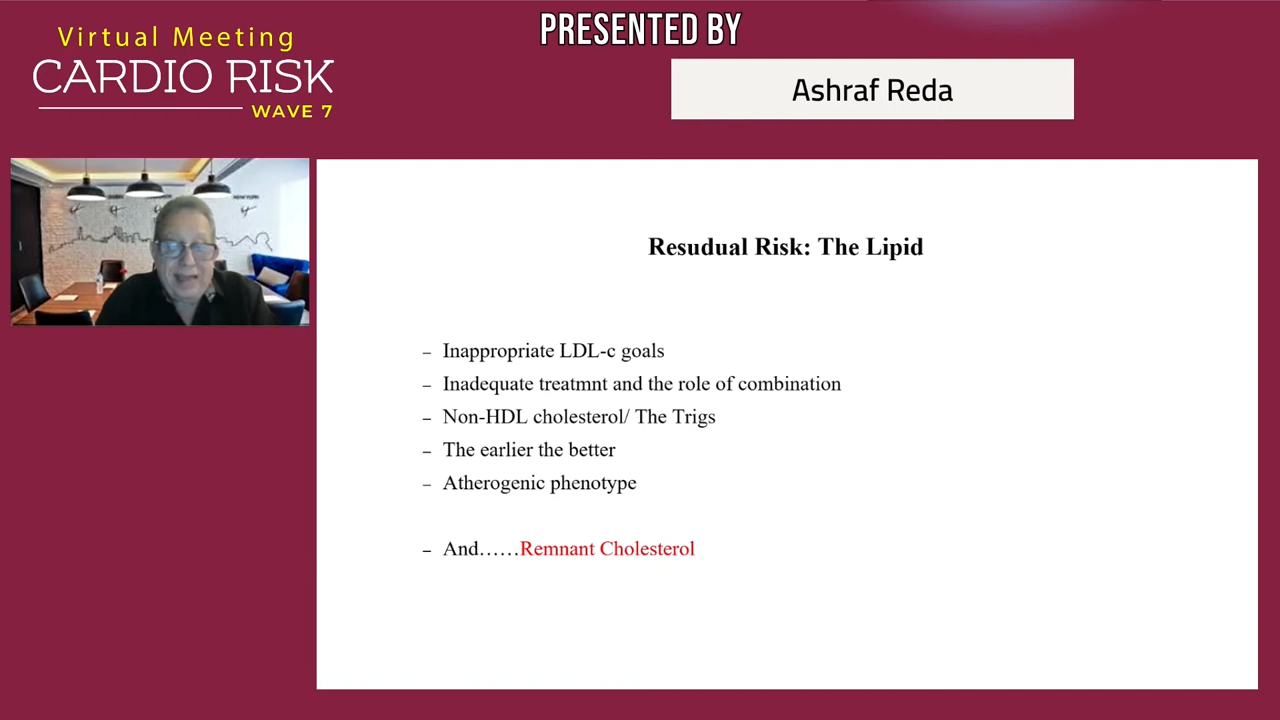 Virtual Meeting
CARDIO RISK
WAVE 7
PRESENTED BY
Ashraf Reda
Resudual Risk: The Lipid
– Inappropriate LDL-c goals
– Inadequate treatmnt and the role of combination
– Non-HDL cholesterol/ The Trigs
– The earlier the better
– Atherogenic phenotype
– And……Remnant Cholesterol